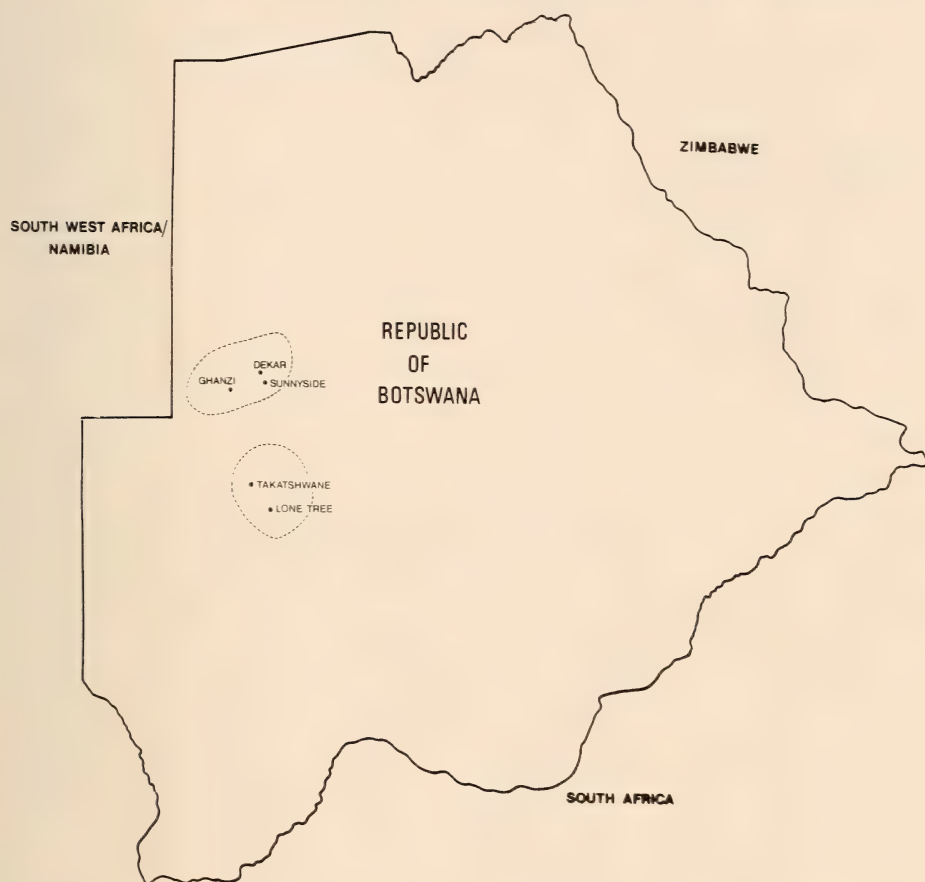 ZIMBABWE
SOUTH WEST AFRICA/
NAMIBIA
REPUBLIC
OF
BOTSWANA
DEKAR
GHANZI
SUNNYSIDE
TAKATSHWANE
LONE TREE
SOUTH AFRICA